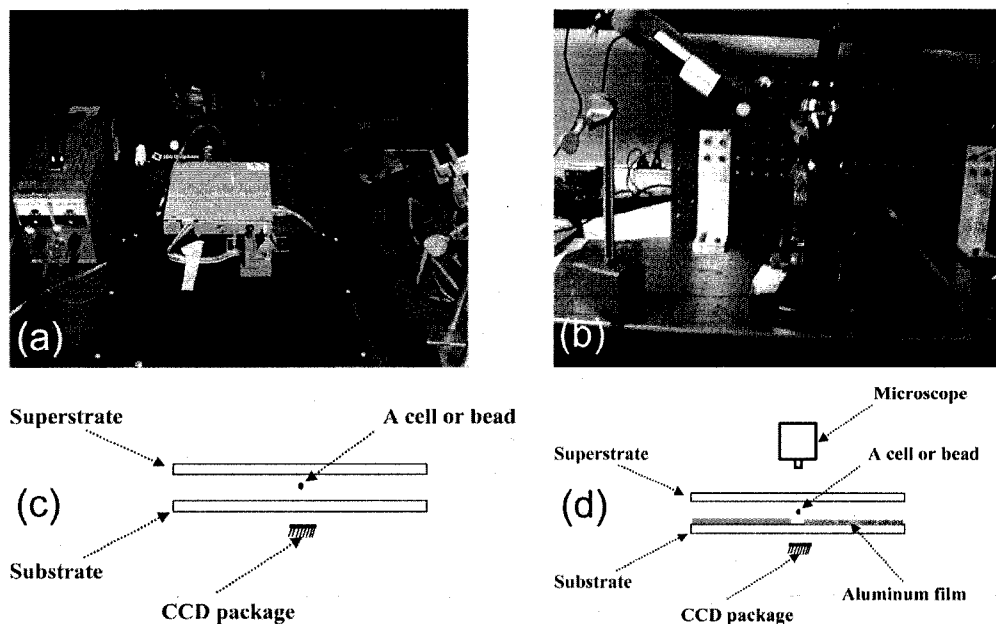 (a)
(b)
Superstrate
A cell or bead
(c)
Substrate
CCD package
Microscope
Superstrate
A cell or bead
(d)
Substrate
Aluminum film
CCD package